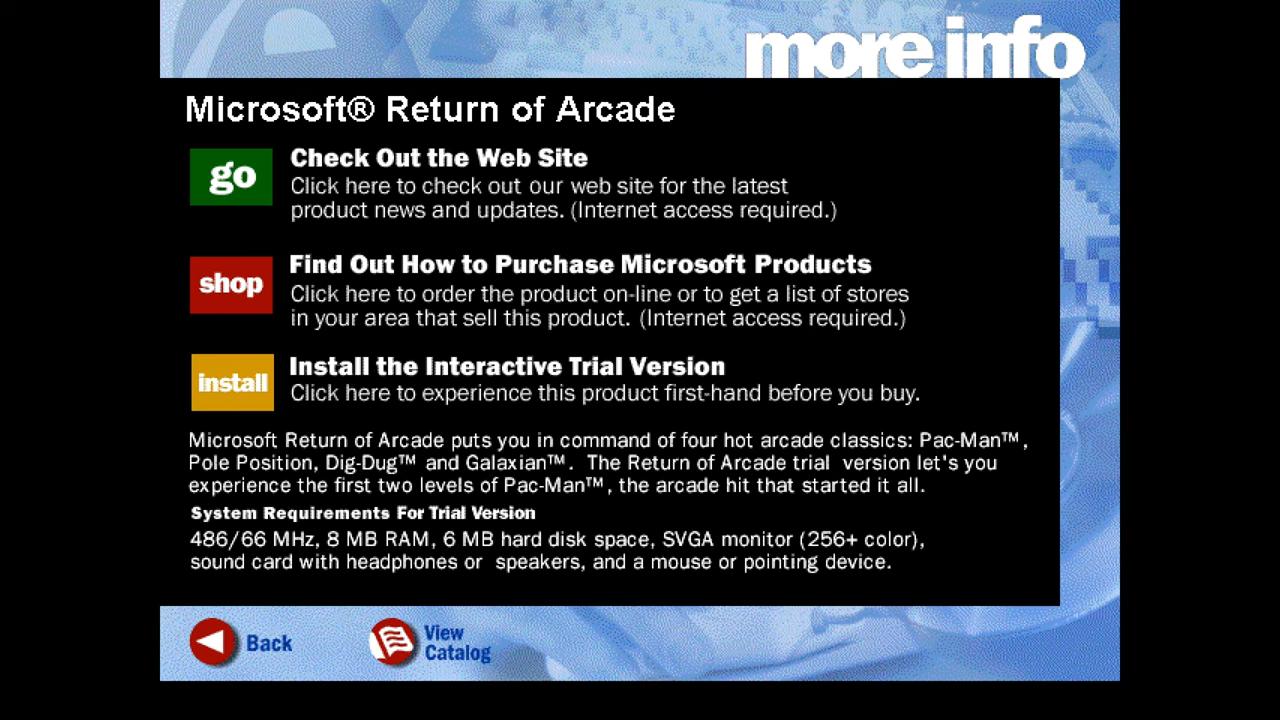 more info
Microsoft® Return of Arcade
go
Check Out the Web Site
Click here to check out our web site for the latest
product news and updates. (Internet access required.)
shop
Find Out How to Purchase Microsoft Products
Click here to order the product on-line or to get a list of stores
in your area that sell this product. (Internet access required.)
install
Install the Interactive Trial Version
Click here to experience this product first-hand before you buy.
Microsoft Return of Arcade puts you in command of four hot arcade classics: Pac-Man™,
Pole Position, Dig-Dug™ and Galaxian™. The Return of Arcade trial version let's you
experience the first two levels of Pac-Man™, the arcade hit that started it all.
System Requirements For Trial Version
486/66 MHz, 8 MB RAM, 6 MB hard disk space, SVGA monitor (256+ color),
sound card with headphones or speakers, and a mouse or pointing device.
Back
View
Catalog